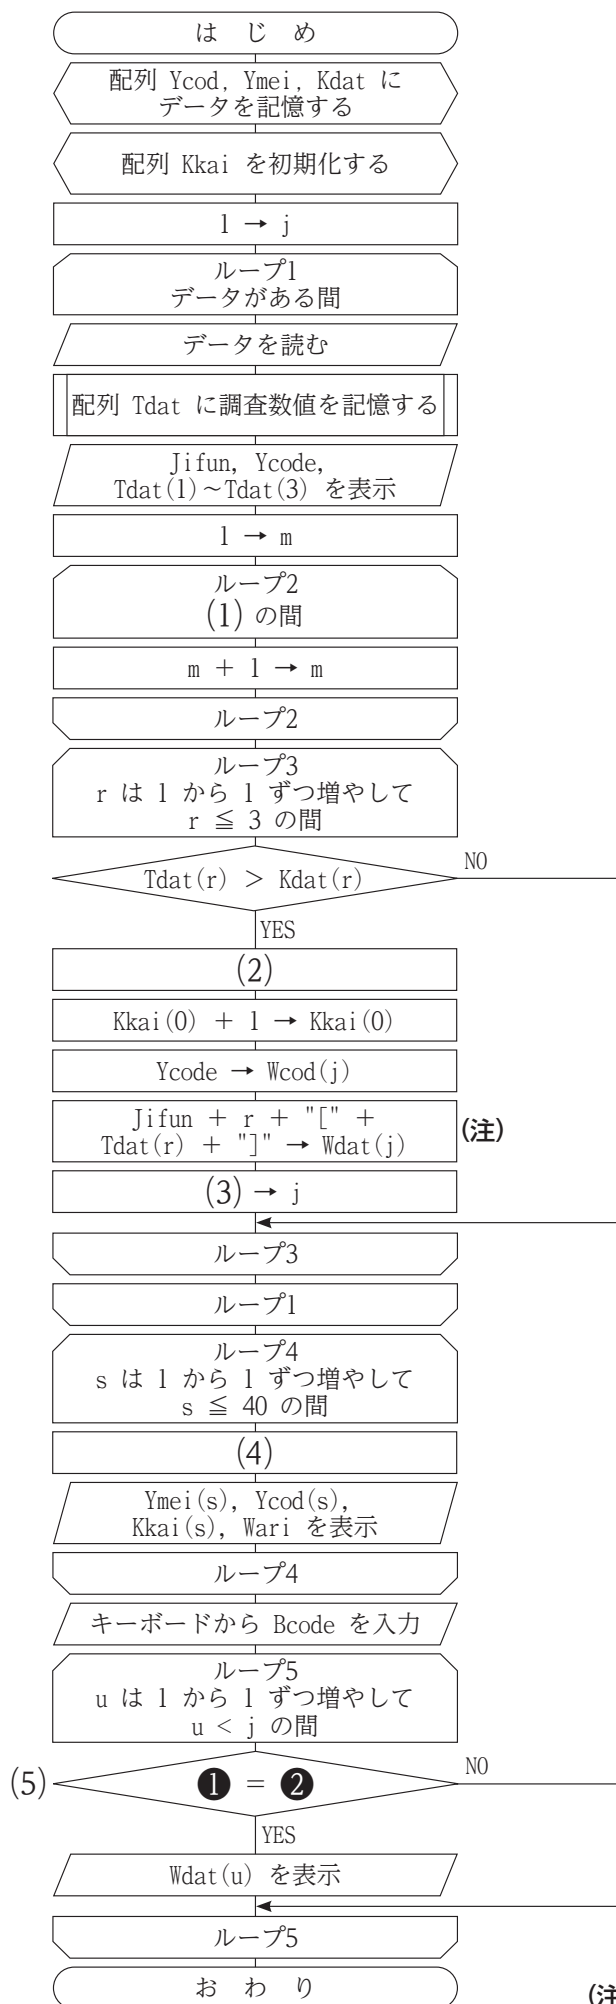 は じ め
配列 Ycod, Ymei, Kdat に
データを記憶する
配列 Kkai を初期化する
1 → j
ループ1
データがある間
データを読む
配列 Tdat に調査数値を記憶する
Jifun, Ycode,
Tdat(1)～Tdat(3) を表示
1 → m
ループ2
(1) の間
m + 1 → m
ループ2
ループ3
r は 1 から 1 ずつ増やして
r ≦ 3 の間
Tdat(r) > Kdat(r)
NO
YES
(2)
Kkai(0) + 1 → Kkai(0)
Ycode → Wcod(j)
Jifun + r + "[" +
Tdat(r) + "]" → Wdat(j)
(注)
(3) → j
ループ3
ループ1
ループ4
s は 1 から 1 ずつ増やして
s ≦ 40 の間
(4)
Ymei(s), Ycod(s),
Kkai(s), Wari を表示
ループ4
キーボードから Bcode を入力
ループ5
u は 1 から 1 ずつ増やして
u < j の間
(5) ❶ = ❷
NO
YES
Wdat(u) を表示
ループ5
お わ り
(注